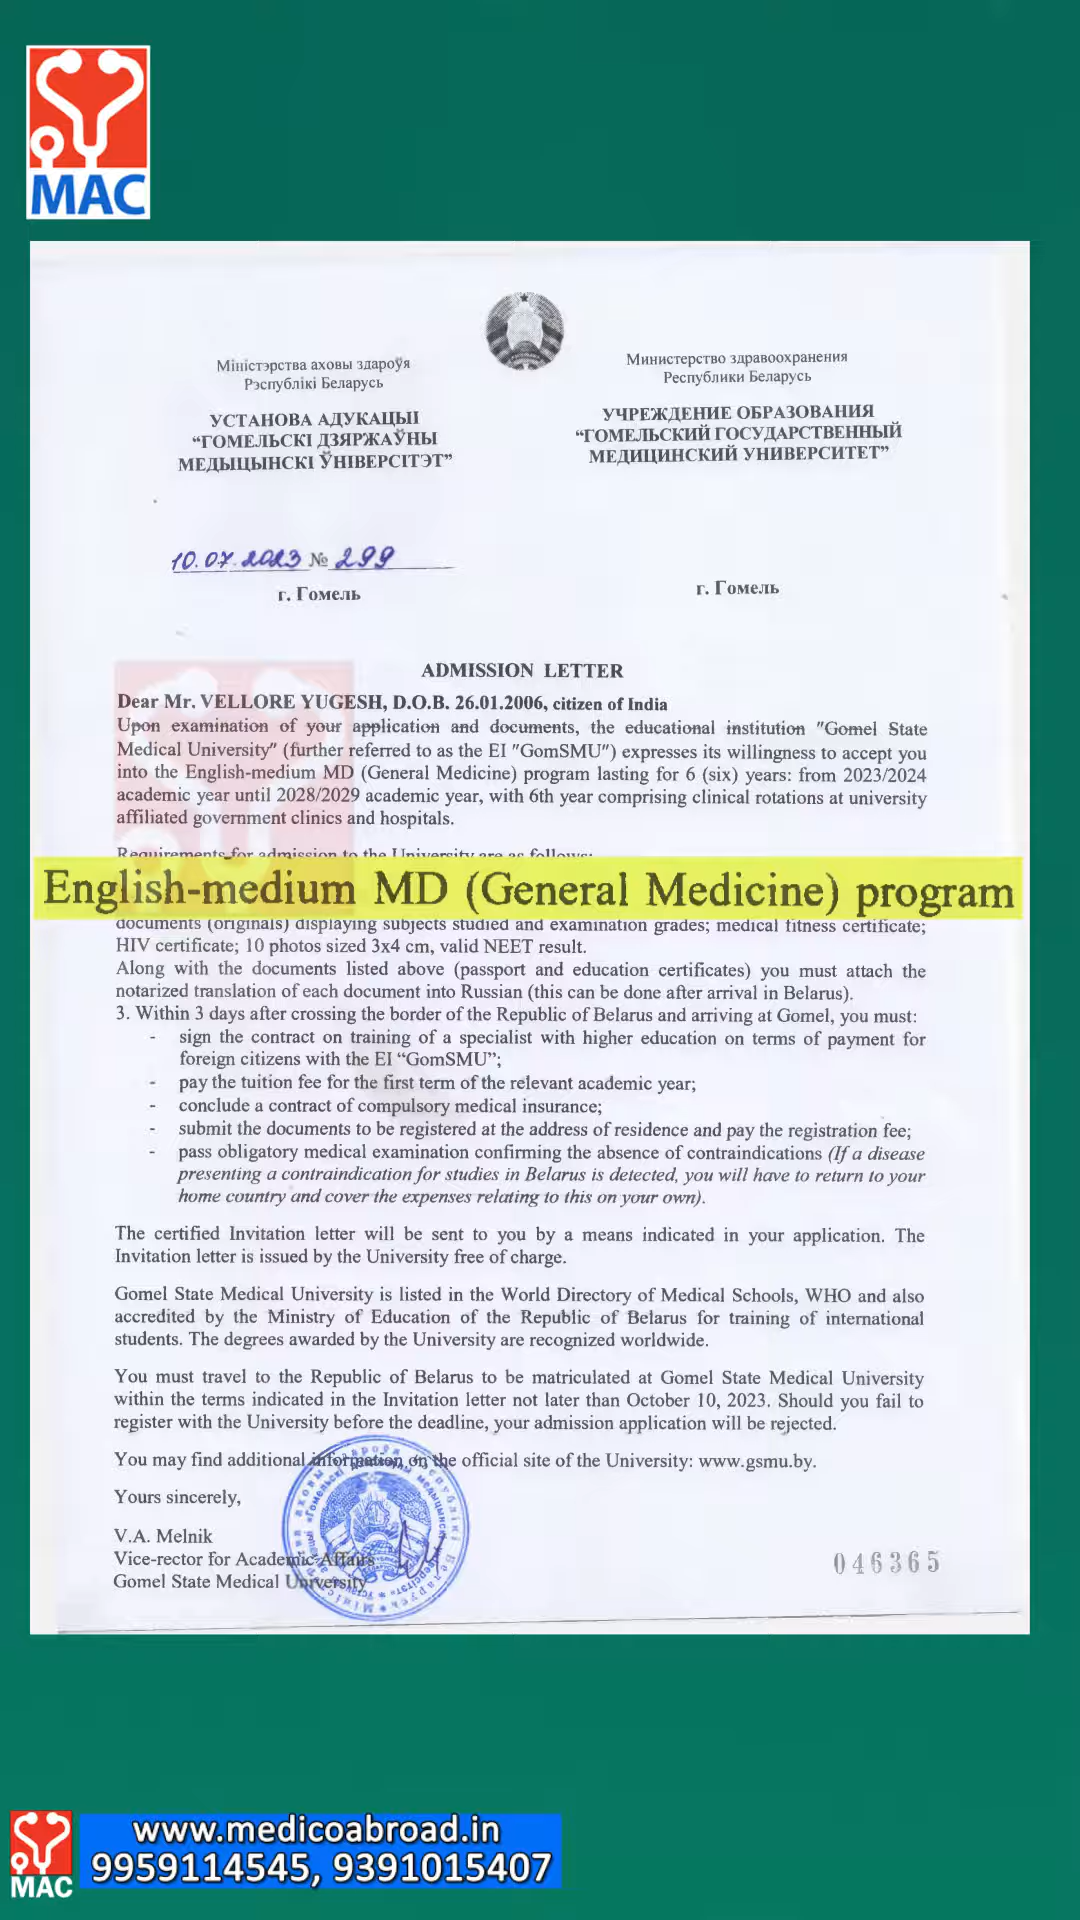 MAC
Міністэрства аховы здароўя
Рэспублікі Беларусь
УСТАНОВА АДУКАЦЫІ
“ГОМЕЛЬСКІ ДЗЯРЖАЎНЫ
МЕДЫЦЫНСКІ ЎНІВЕРСІТЭТ”
Министерство здравоохранения
Республики Беларусь
УЧРЕЖДЕНИЕ ОБРАЗОВАНИЯ
“ГОМЕЛЬСКИЙ ГОСУДАРСТВЕННЫЙ
МЕДИЦИНСКИЙ УНИВЕРСИТЕТ”
10.07.2023 № 299
г. Гомель
г. Гомель
ADMISSION LETTER
Dear Mr. VELLORE YUGESH, D.O.B. 26.01.2006, citizen of India
Upon examination of your application and documents, the educational institution "Gomel State
Medical University" (further referred to as the EI "GomSMU") expresses its willingness to accept you
into the English-medium MD (General Medicine) program lasting for 6 (six) years: from 2023/2024
academic year until 2028/2029 academic year, with 6th year comprising clinical rotations at university
affiliated government clinics and hospitals.
Requirements for admission to the University are as follows:
English-medium MD (General Medicine) program
documents (originals) displaying subjects studied and examination grades; medical fitness certificate;
HIV certificate; 10 photos sized 3x4 cm, valid NEET result.
Along with the documents listed above (passport and education certificates) you must attach the
notarized translation of each document into Russian (this can be done after arrival in Belarus).
3. Within 3 days after crossing the border of the Republic of Belarus and arriving at Gomel, you must:
- sign the contract on training of a specialist with higher education on terms of payment for
foreign citizens with the EI “GomSMU”;
- pay the tuition fee for the first term of the relevant academic year;
- conclude a contract of compulsory medical insurance;
- submit the documents to be registered at the address of residence and pay the registration fee;
- pass obligatory medical examination confirming the absence of contraindications (If a disease
presenting a contraindication for studies in Belarus is detected, you will have to return to your
home country and cover the expenses relating to this on your own).
The certified Invitation letter will be sent to you by a means indicated in your application. The
Invitation letter is issued by the University free of charge.
Gomel State Medical University is listed in the World Directory of Medical Schools, WHO and also
accredited by the Ministry of Education of the Republic of Belarus for training of international
students. The degrees awarded by the University are recognized worldwide.
You must travel to the Republic of Belarus to be matriculated at Gomel State Medical University
within the terms indicated in the Invitation letter not later than October 10, 2023. Should you fail to
register with the University before the deadline, your admission application will be rejected.
You may find additional information on the official site of the University: www.gsmu.by.
Yours sincerely,
V.A. Melnik
Vice-rector for Academic Affairs
Gomel State Medical University
046365
MAC
www.medicoabroad.in
9959114545, 9391015407